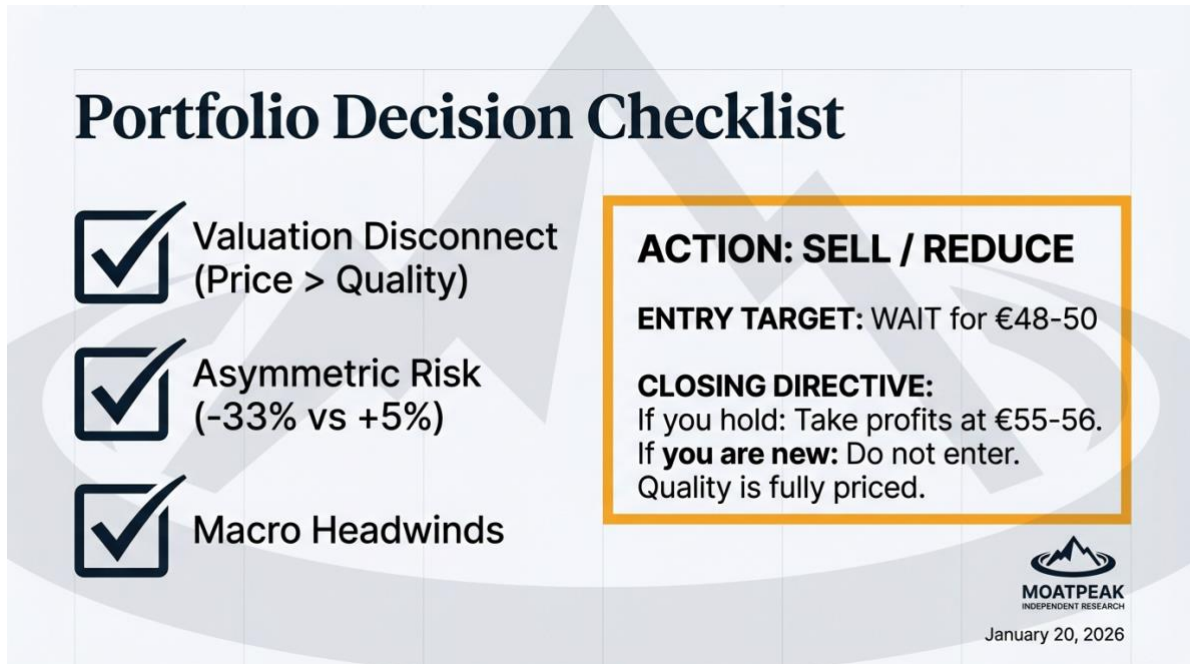 Portfolio Decision Checklist
Valuation Disconnect
(Price > Quality)
Asymmetric Risk
(-33% vs +5%)
Macro Headwinds
ACTION: SELL / REDUCE
ENTRY TARGET: WAIT for €48-50
CLOSING DIRECTIVE:
If you hold: Take profits at €55-56.
If you are new: Do not enter.
Quality is fully priced.
MOATPEAK
INDEPENDENT RESEARCH
January 20, 2026